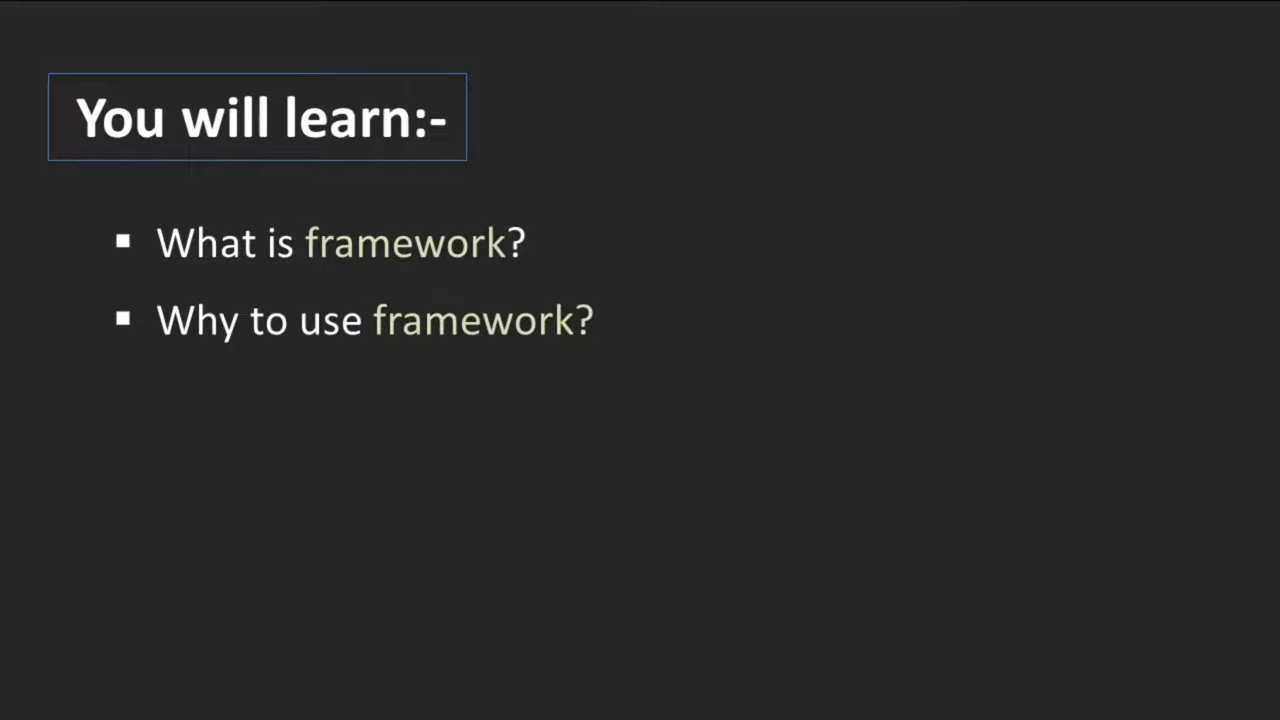 You will learn:-
▪ What is framework?
▪ Why to use framework?